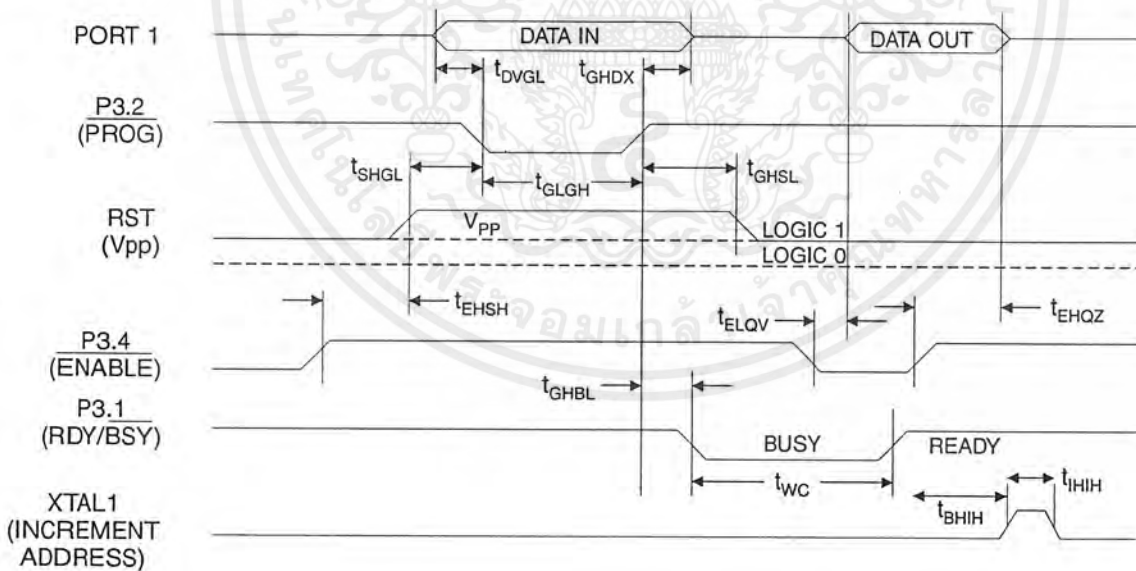 PORT 1
DATA IN
DATA OUT
tDVGL
tGHDX
P3.2
(PROG)
tSHGL
tGLGH
tGHSL
RST
(Vpp)
VPP
LOGIC 1
LOGIC 0
tEHSH
tELQV
tEHQZ
P3.4
(ENABLE)
tGHBL
P3.1
(RDY/BSY)
BUSY
READY
tWC
tIHIH
tBHIH
XTAL1
(INCREMENT
ADDRESS)